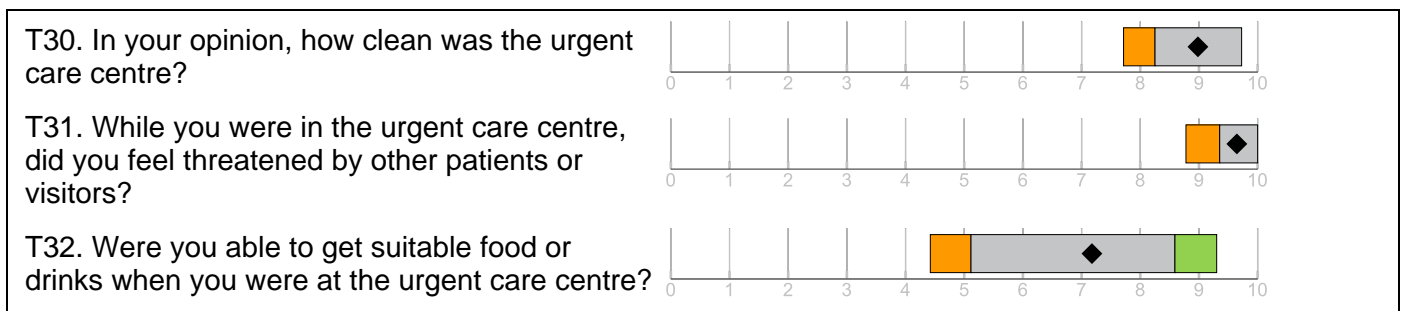 T30. In your opinion, how clean was the urgent
care centre?
0 1 2 3 4 5 6 7 8 9 10
T31. While you were in the urgent care centre,
did you feel threatened by other patients or
visitors?
0 1 2 3 4 5 6 7 8 9 10
T32. Were you able to get suitable food or
drinks when you were at the urgent care centre?
0 1 2 3 4 5 6 7 8 9 10